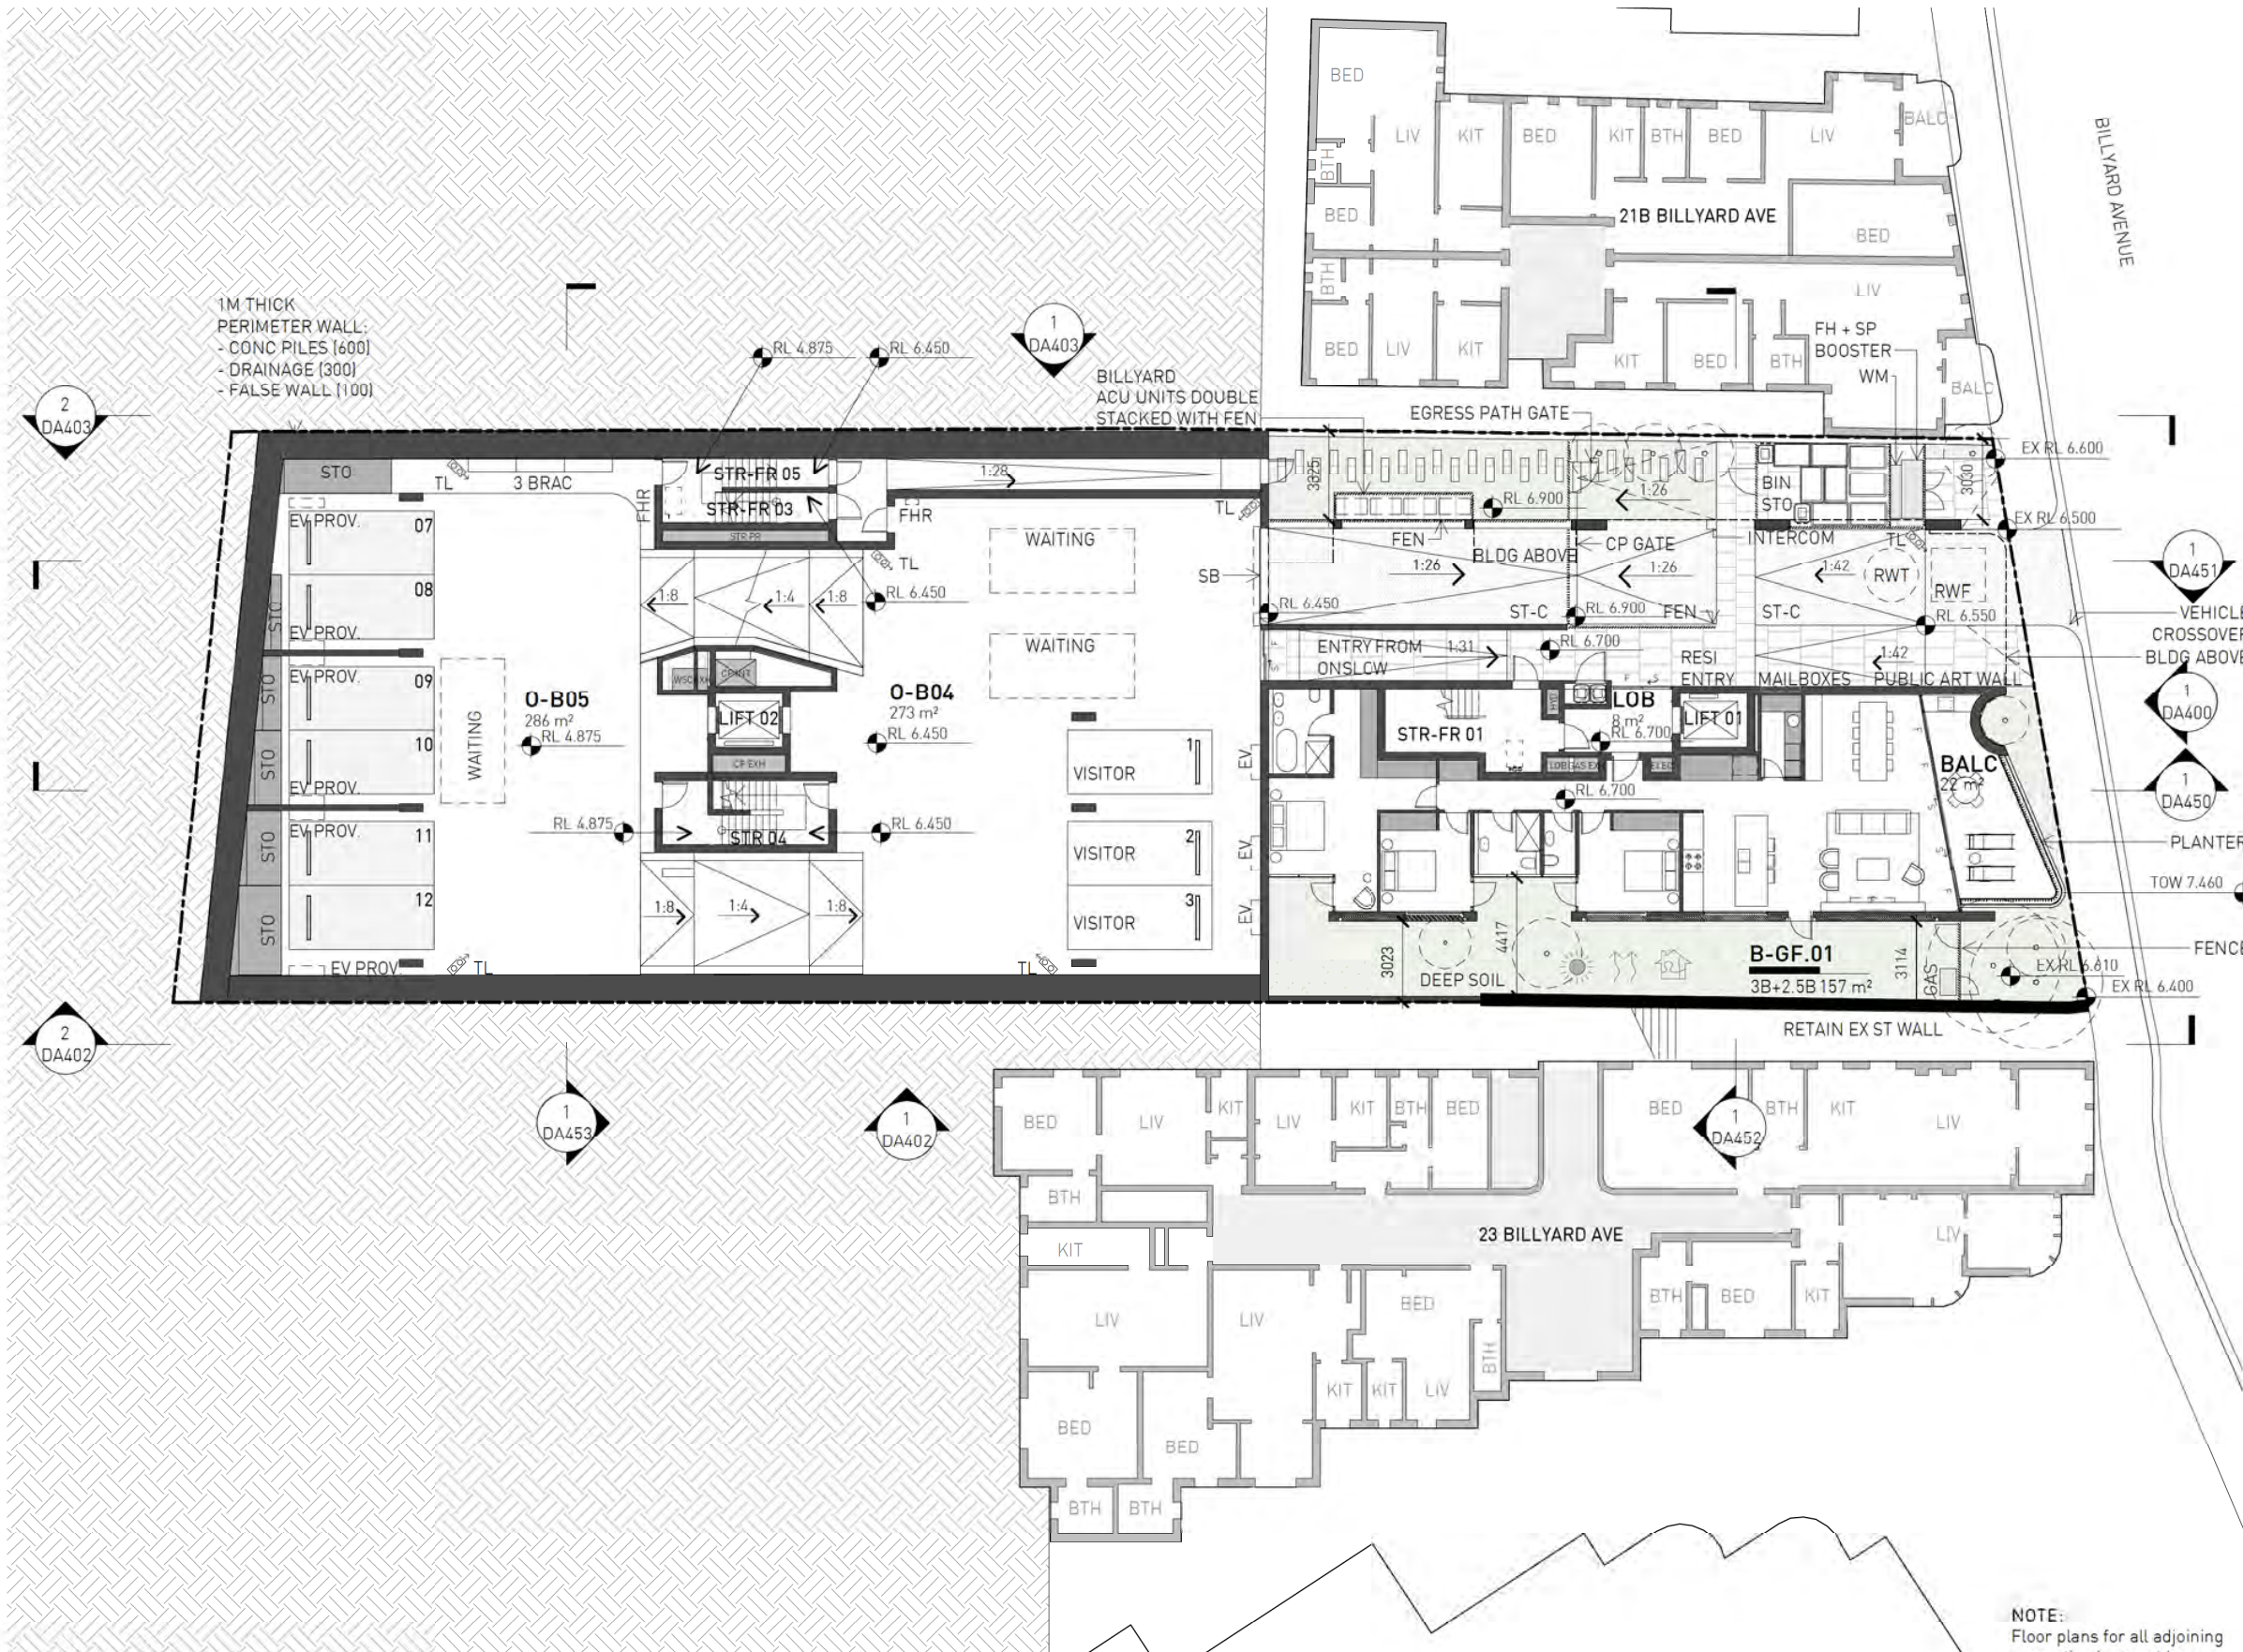 BED
LIV
KIT
BED
KIT
BTH
BED
LIV
BALC
BTH
BED
21B BILLYARD AVE
BED
BILLYARD AVENUE
BTH
LIV
BED
LIV
KIT
KIT
BED
BTH
BALC
FH + SP
BOOSTER
WM
1M THICK
PERIMETER WALL:
- CONC PILES (600)
- DRAINAGE (300)
- FALSE WALL (100)
RL 4.875
RL 6.450
1
DA403
BILLYARD
ACU UNITS DOUBLE
STACKED WITH FEN
EGRESS PATH GATE
2
DA403
EX RL 6.600
STO
TL
3 BRAC
FHR
STR-FR 05
STR-FR 03
STR PR
1:28
FHR
TL
3325
RL 6.900
1:26
BIN
STO
3030
EX RL 6.500
EV PROV.
07
WAITING
FEN
BLDG ABOVE
CP GATE
INTERCOM
TL
TL
SB
1:26
1:26
1:42
RWT
RWF
1
DA451
STO
08
EV PROV.
1:8
1:4
1:8
RL 6.450
RL 6.450
ST-C
RL 6.900
FEN
ST-C
RL 6.550
VEHICLE
CROSSOVER
BLDG ABOVE
WAITING
ENTRY FROM
ONSLOW
1:31
RL 6.700
RESI
ENTRY
1:42
MAILBOXES
PUBLIC ART WALL
STO
EV PROV.
09
O-B05
286 m²
RL 4.875
WAITING
LIFT 02
CP EXH
O-B04
273 m²
RL 6.450
STR-FR 01
HYD
LOB
8 m²
RL 6.700
LIFT 01
1
DA400
STO
10
EV PROV.
VISITOR
1
EV
ELEC
RL 6.700
BALC
22 m²
1
DA450
STO
EV PROV.
11
RL 4.875
STR 04
RL 6.450
VISITOR
2
EV
PLANTER
TOW 7.460
STO
12
1:8
1:4
1:8
VISITOR
3
EV
EV PROV.
TL
TL
3023
DEEP SOIL
4417
B-GF.01
3B+2.5B 157 m²
3114
GAS
FENCE
EX RL 6.610
EX RL 6.400
RETAIN EX ST WALL
2
DA402
1
DA453
1
DA402
1
DA452
BED
LIV
KIT
LIV
KIT
BTH
BED
BED
BTH
KIT
LIV
BTH
KIT
23 BILLYARD AVE
LIV
LIV
LIV
BED
BTH
BED
KIT
BTH
KIT
KIT
LIV
BED
BED
BTH
BTH
NOTE:
Floor plans for all adjoining